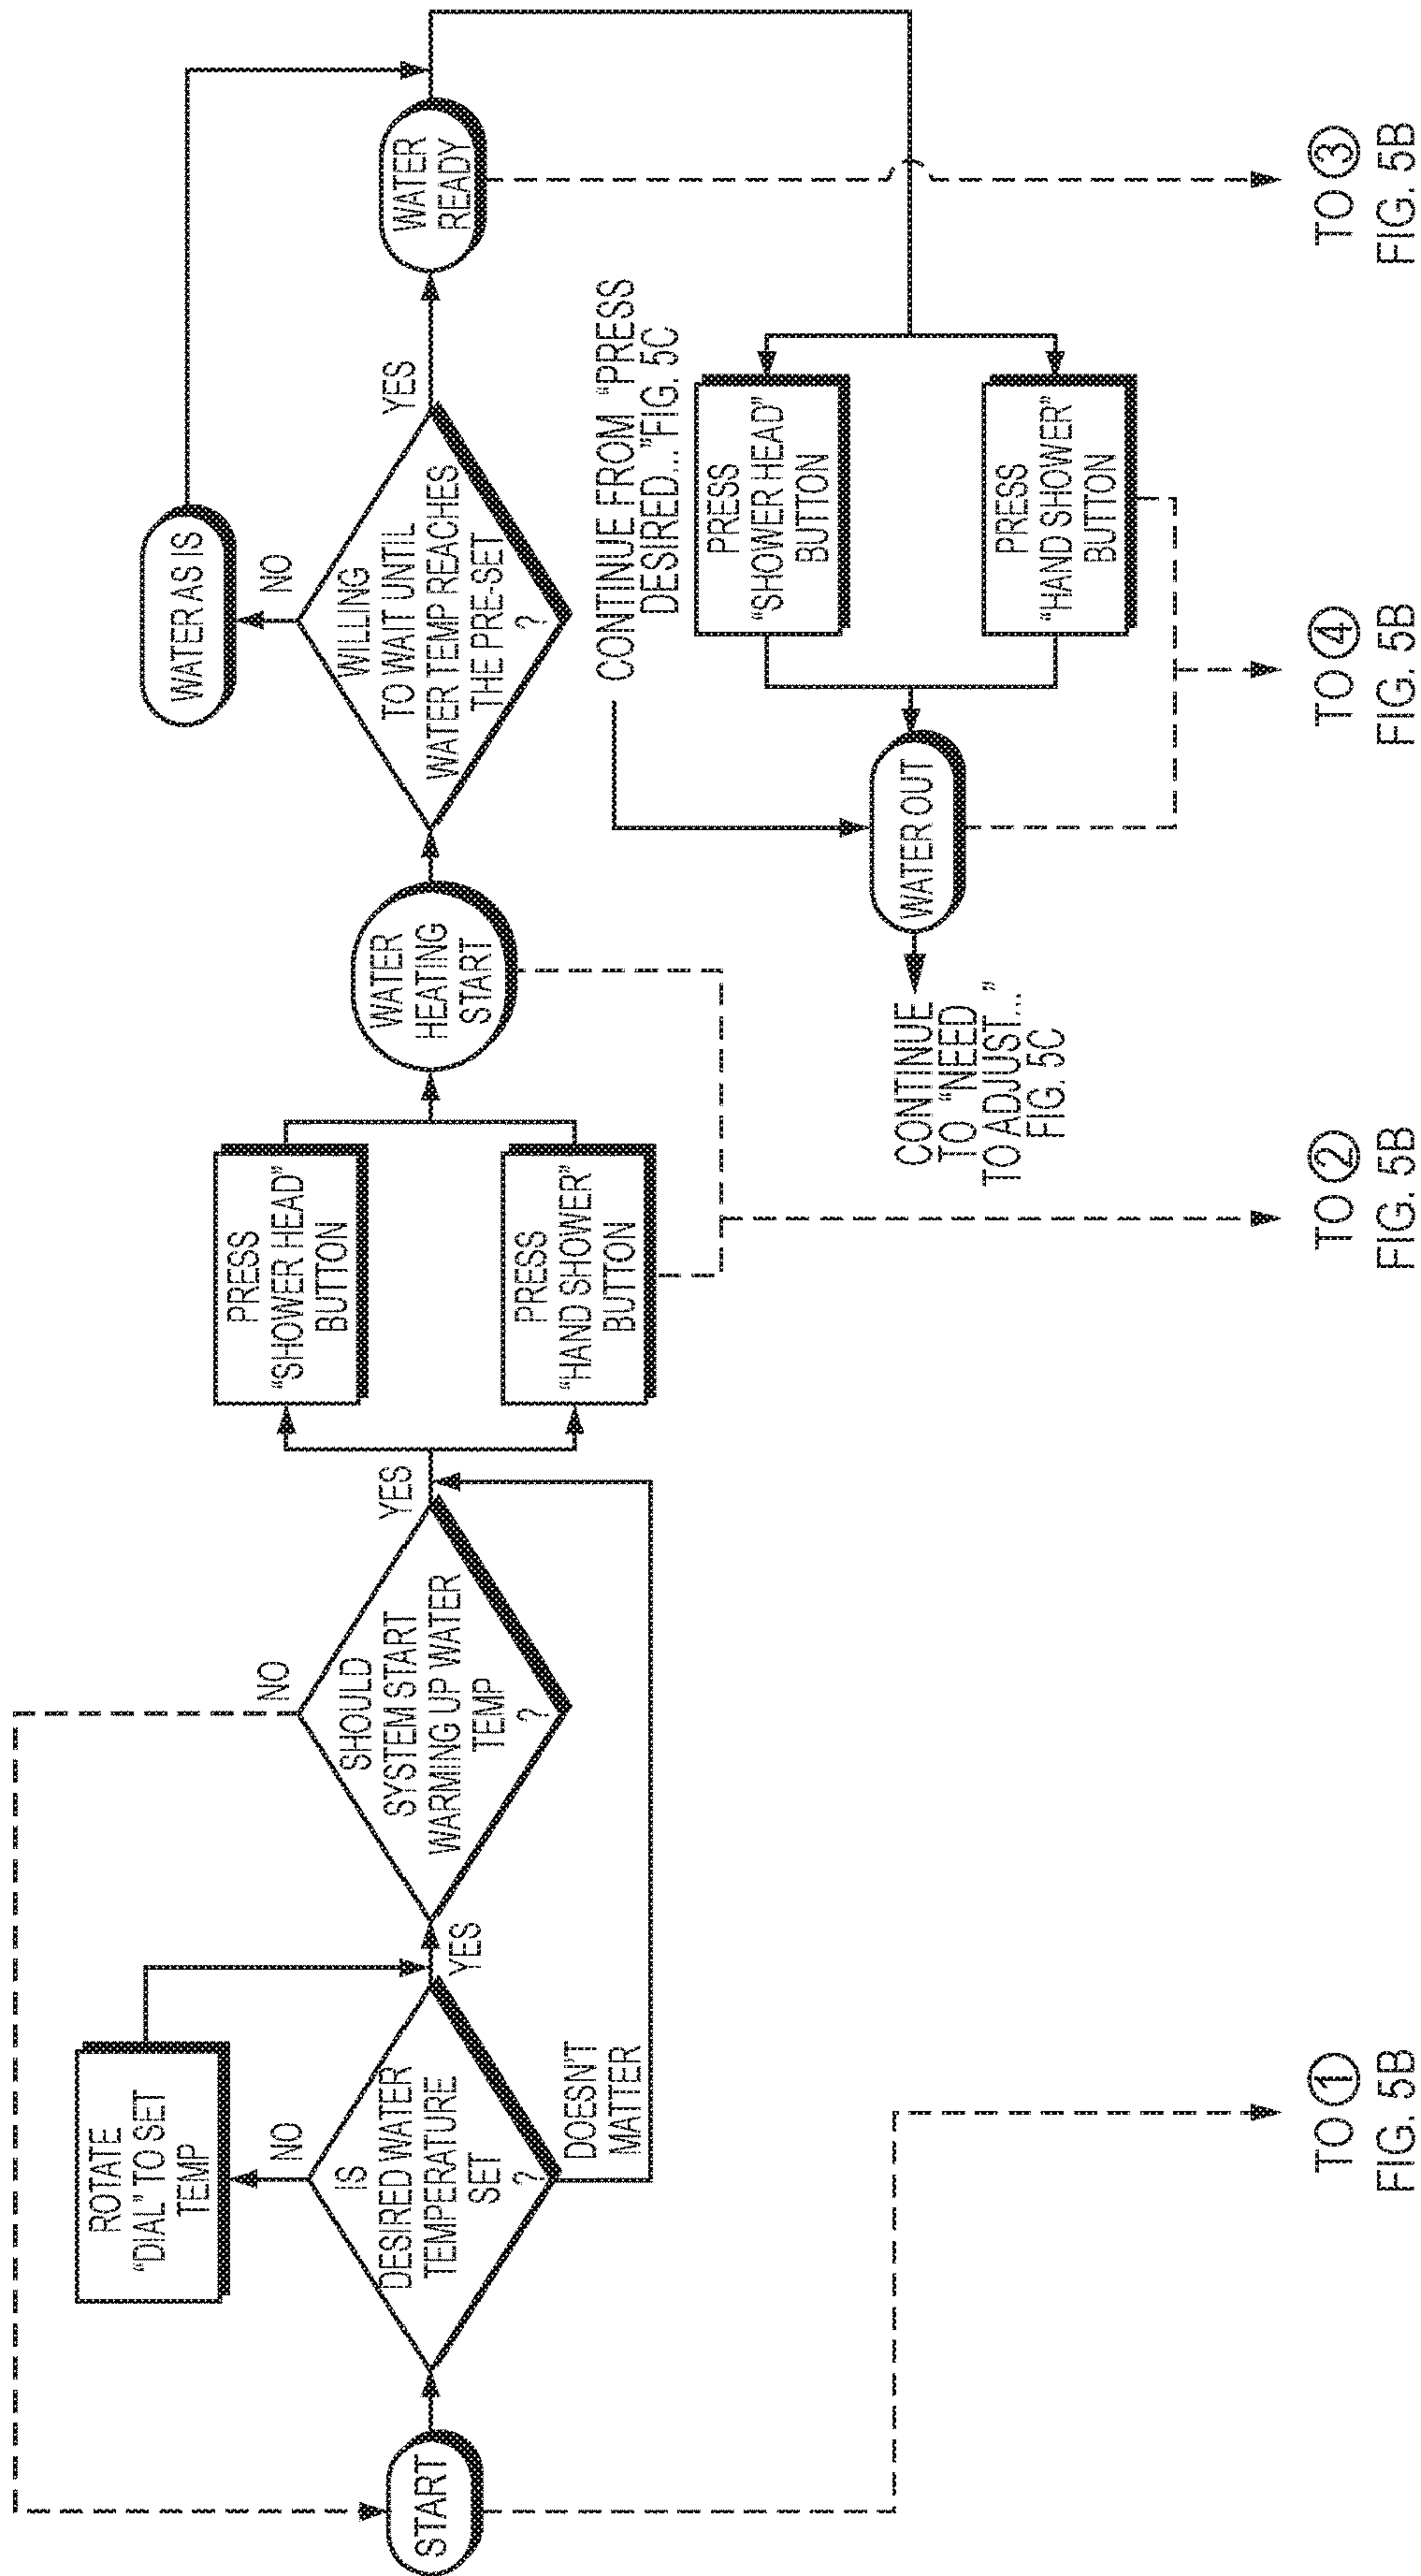 START
IS
DESIRED WATER
TEMPERATURE
SET
?
NO
ROTATE
“DIAL” TO SET
TEMP
YES
DOESN'T
MATTER
SHOULD
SYSTEM START
WARMING UP WATER
TEMP
?
NO
YES
PRESS
“SHOWER HEAD”
BUTTON
PRESS
“HAND SHOWER”
BUTTON
WATER
HEATING
START
WILLING
TO WAIT UNTIL
WATER TEMP REACHES
THE PRE-SET
?
NO
WATER AS IS
YES
WATER
READY
CONTINUE FROM “PRESS
DESIRED...”FIG. 5C
PRESS
“SHOWER HEAD”
BUTTON
PRESS
“HAND SHOWER”
BUTTON
WATER OUT
CONTINUE
TO “NEED
TO ADJUST...”
FIG. 5C
TO ①
FIG. 5B
TO ②
FIG. 5B
TO ④
FIG. 5B
TO ③
FIG. 5B